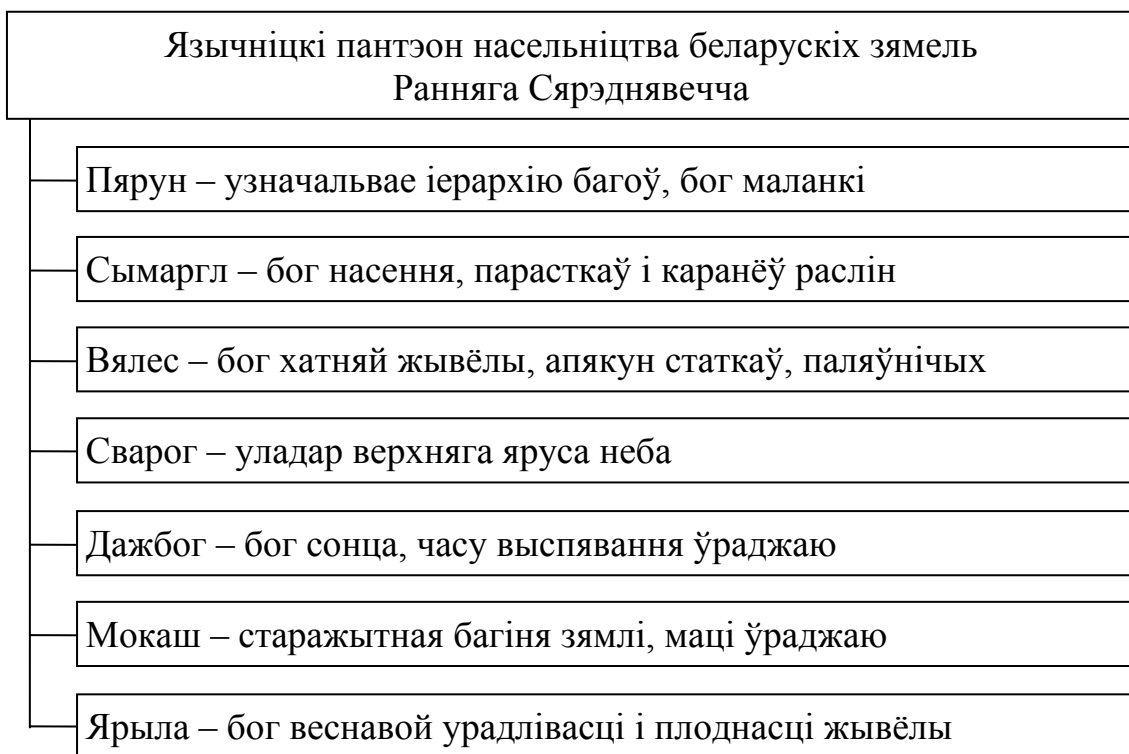 Язычніцкі пантэон насельніцтва беларускіх зямель
Ранняга Сярэднявечча
Пярун – узначальвае іерархію багоў, бог маланкі
Сымаргл – бог насення, парасткаў і каранёў раслін
Вялес – бог хатняй жывёлы, апякун статкаў, паляўнічых
Сварог – уладар верхняга яруса неба
Дажбог – бог сонца, часу выспявання ўраджаю
Мокаш – старажытная багіня зямлі, маці ўраджаю
Ярыла – бог веснавой урадлівасці і плоднасці жывёлы